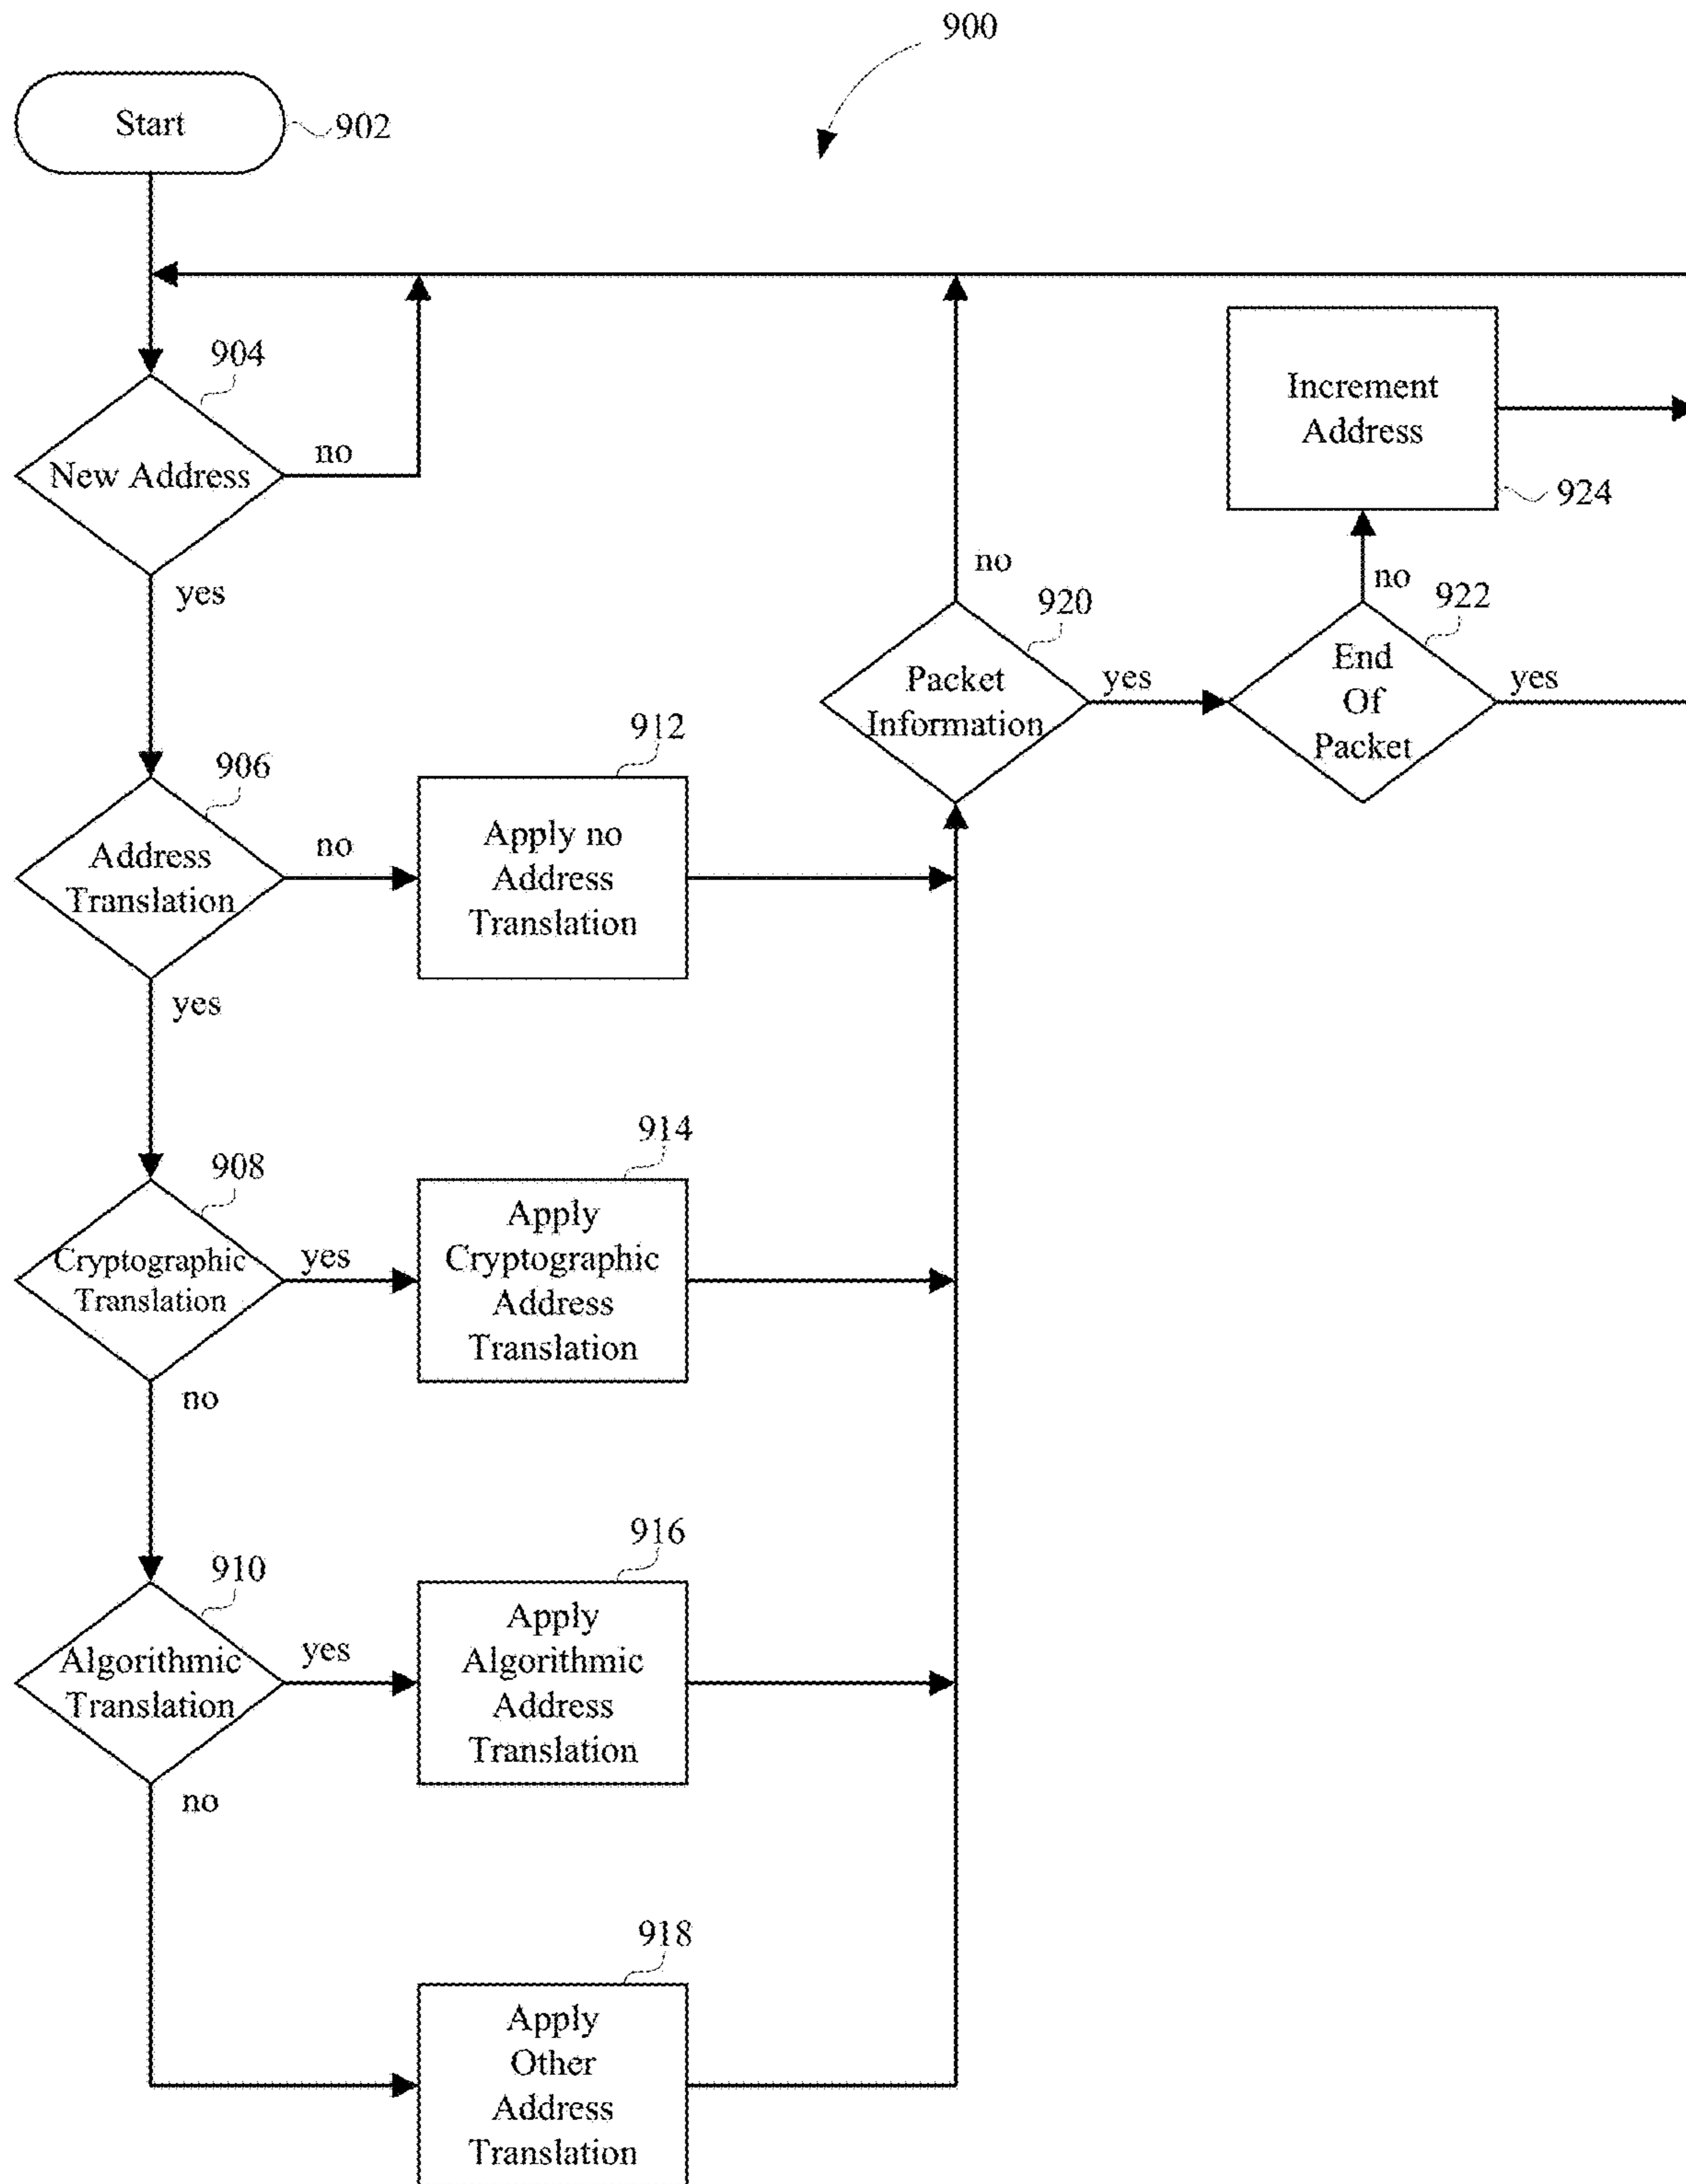 900
Start
902
904
New Address
no
yes
Increment
Address
924
no
920
Packet
Information
yes
no
922
End
Of
Packet
yes
906
Address
Translation
no
yes
912
Apply no
Address
Translation
908
Cryptographic
Translation
yes
no
914
Apply
Cryptographic
Address
Translation
910
Algorithmic
Translation
yes
no
916
Apply
Algorithmic
Address
Translation
918
Apply
Other
Address
Translation